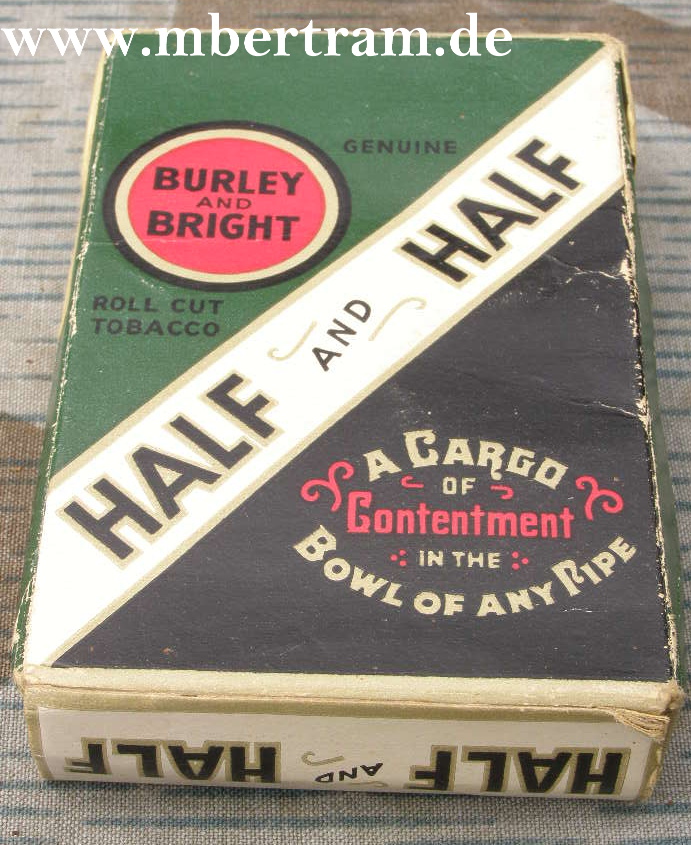 www.mbertram.de
GENUINE
BURLEY
AND
BRIGHT
ROLL CUT
TOBACCO
HALF AND HALF
A CARGO
OF
Contentment
IN THE
BOWL OF ANY PIPE
HALF AND HALF